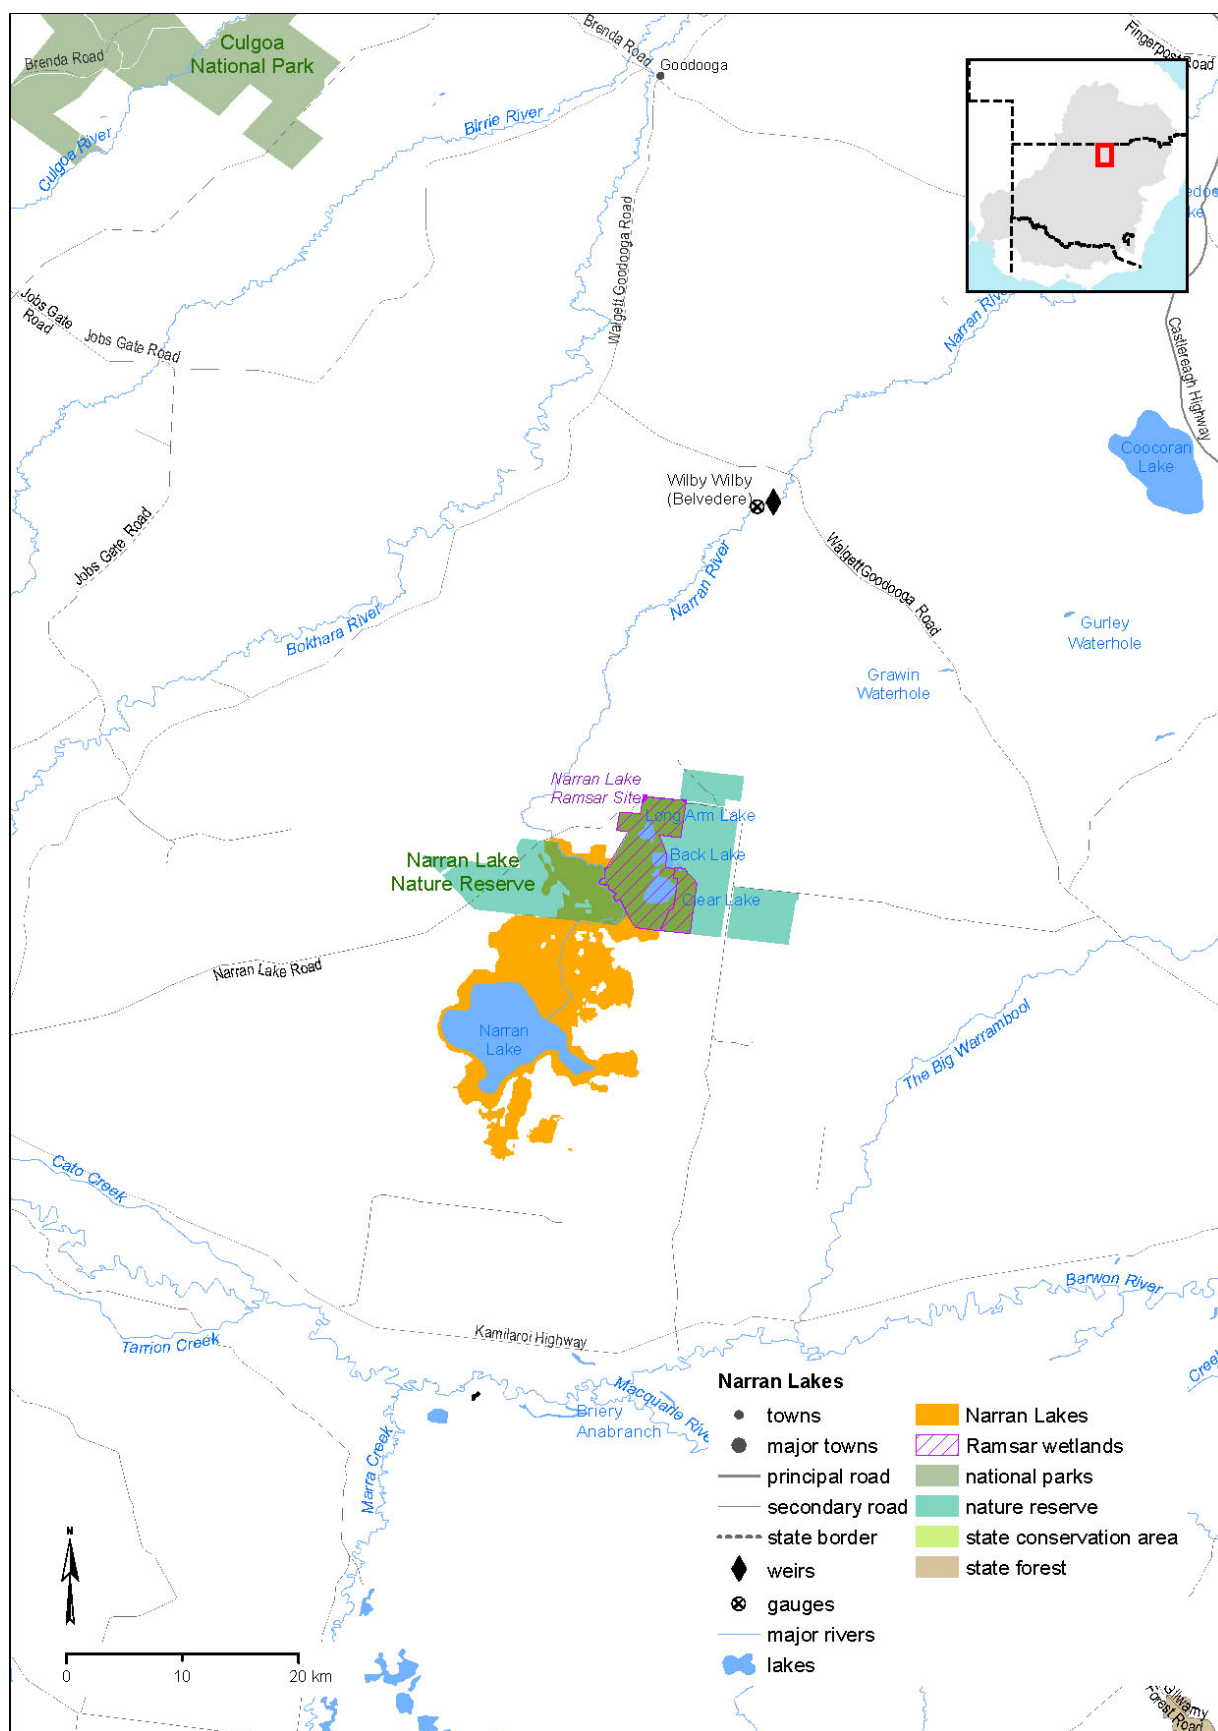 Culgoa
National Park
Brenda Road
Brenda Road
Goodooga
Fingerpost Road
Birrie River
Culgoa River
Walgett Goodooga Road
Narran River
Jobs Gate
Road
Jobs Gate Road
Castlereagh Highway
Coocoran
Lake
Wilby Wilby
(Belvedere)
Jobs Gate Road
Narran River
WalgettGoodooga Road
Bokhara River
Gurley
Waterhole
Grawin
Waterhole
Narran Lake
Ramsar Site
Long Arm Lake
Back Lake
Narran Lake
Nature Reserve
Clear Lake
Narran Lake Road
Narran
Lake
The Big Warrambool
Cato Creek
Barwon River
Tarrion Creek
Kamilaroi Highway
Creek
Macquarie River
Briery
Anabranch
Marra Creek
Narran Lakes
towns
major towns
principal road
secondary road
state border
weirs
gauges
major rivers
lakes
Narran Lakes
Ramsar wetlands
national parks
nature reserve
state conservation area
state forest
N
0 10 20 km
Forest Road